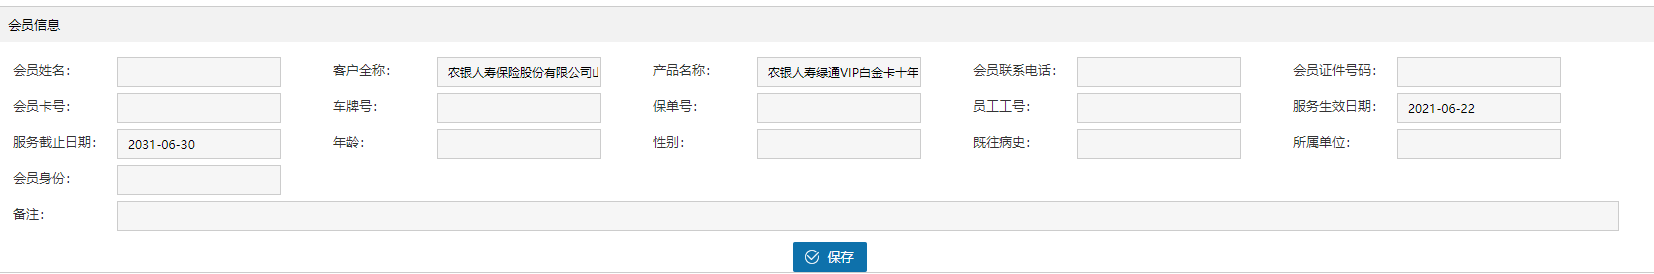 会员信息
会员姓名： 客户全称： 农银人寿保险股份有限公司 产品名称： 农银人寿绿通VIP白金卡十年 会员联系电话： 会员证件号码：
会员卡号： 车牌号： 保单号： 员工工号： 服务生效日期： 2021-06-22
服务截止日期： 2031-06-30 年龄： 性别： 既往病史： 所属单位：
会员身份：
备注：
保存